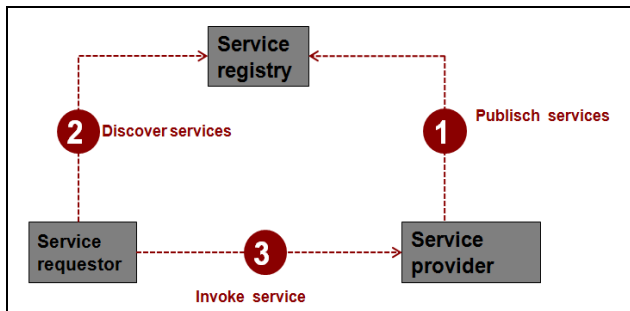 Service
registry
2
Discover services
1
Publisch services
Service
requestor
3
Service
provider
Invoke service